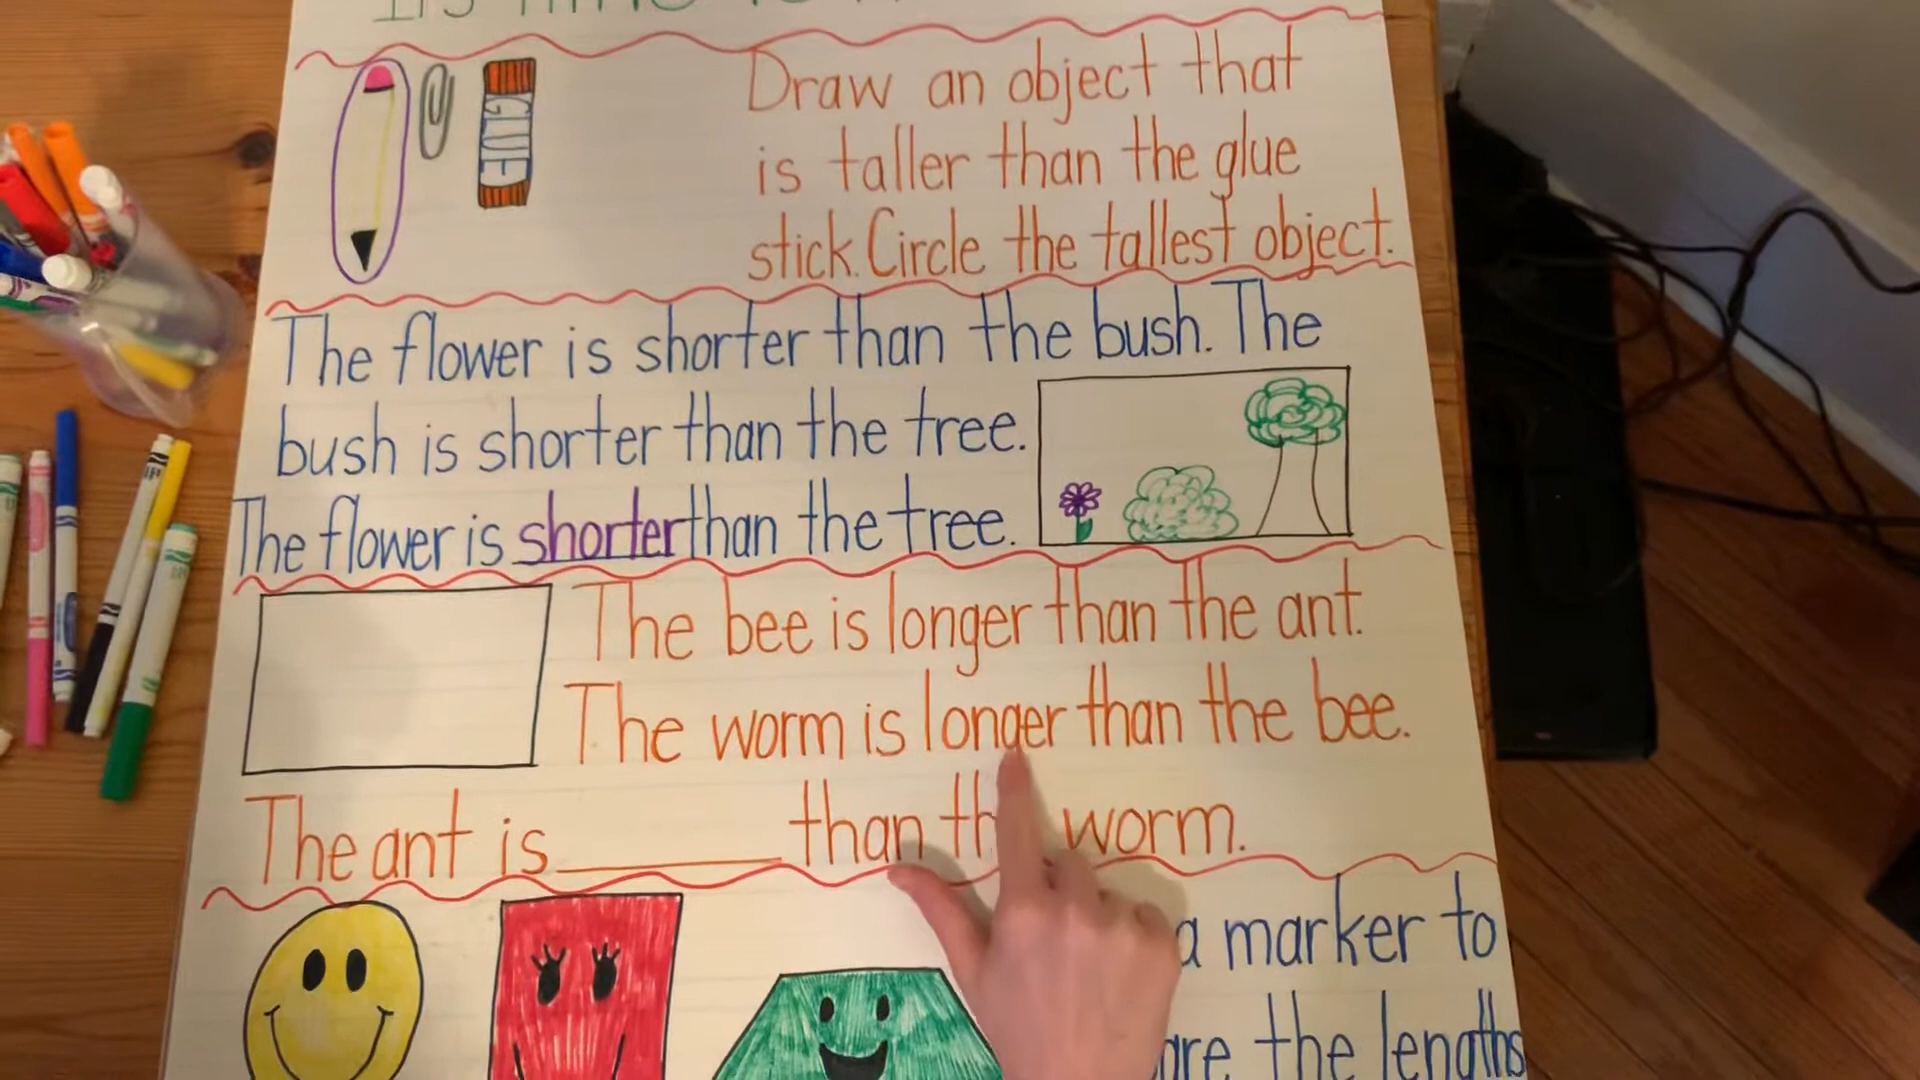 GLUE
Draw an object that
is taller than the glue
stick. Circle the tallest object.
The flower is shorter than the bush. The
bush is shorter than the tree.
The flower is shorter than the tree.
The bee is longer than the ant.
The worm is longer than the bee.
The ant is ______ than worm.
a marker to
the lengths